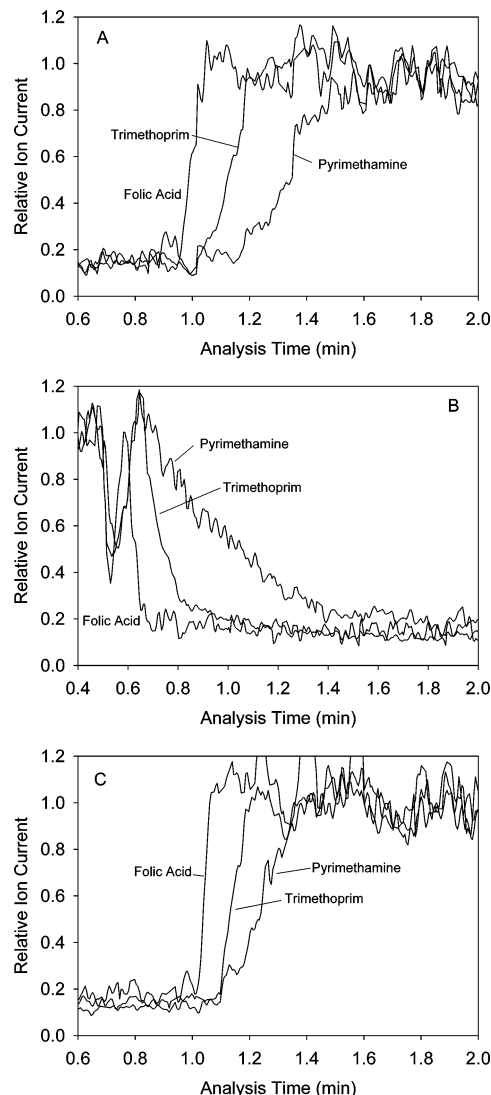 A
1.2
1.0
0.8
0.6
0.4
0.2
0.0
Relative Ion Current
Trimethoprim
Pyrimethamine
Folic Acid
0.6 0.8 1.0 1.2 1.4 1.6 1.8 2.0
Analysis Time (min)
B
1.2
1.0
0.8
0.6
0.4
0.2
0.0
Relative Ion Current
Pyrimethamine
Trimethoprim
Folic Acid
0.4 0.6 0.8 1.0 1.2 1.4 1.6 1.8 2.0
Analysis Time (min)
C
1.2
1.0
0.8
0.6
0.4
0.2
0.0
Relative Ion Current
Folic Acid
Pyrimethamine
Trimethoprim
0.6 0.8 1.0 1.2 1.4 1.6 1.8 2.0
Analysis Time (min)